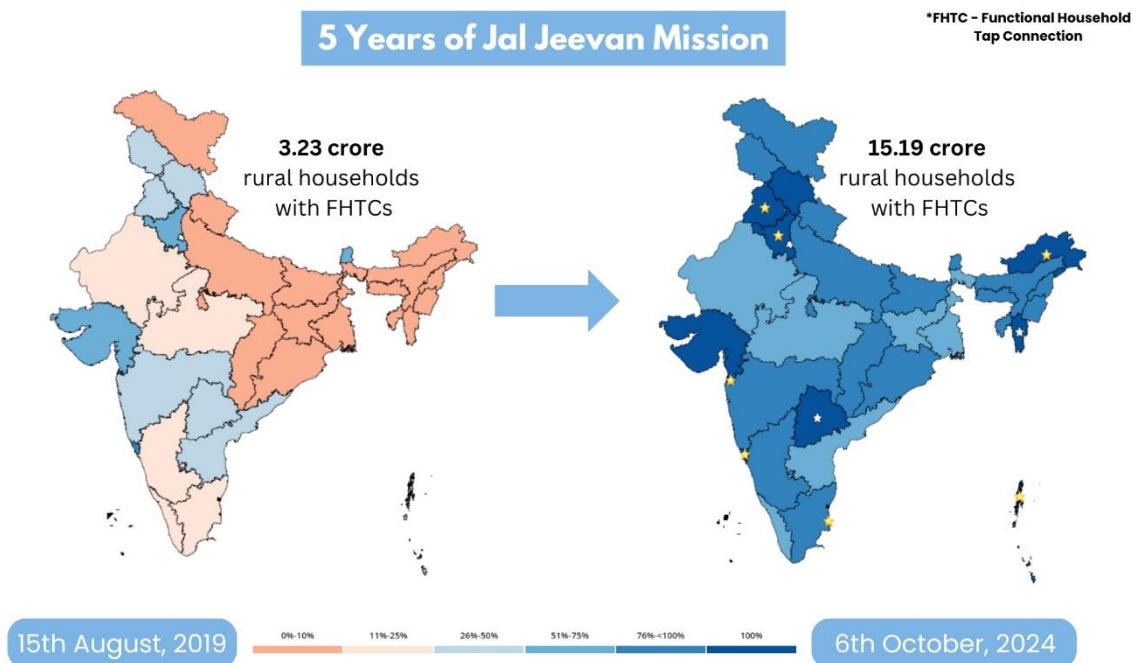 5 Years of Jal Jeevan Mission
*FHTC - Functional Household
Tap Connection
3.23 crore
rural households
with FHTCs
15.19 crore
rural households
with FHTCs
15th August, 2019
0%-10% 11%-25% 26%-50% 51%-75% 76%-<100% 100%
6th October, 2024